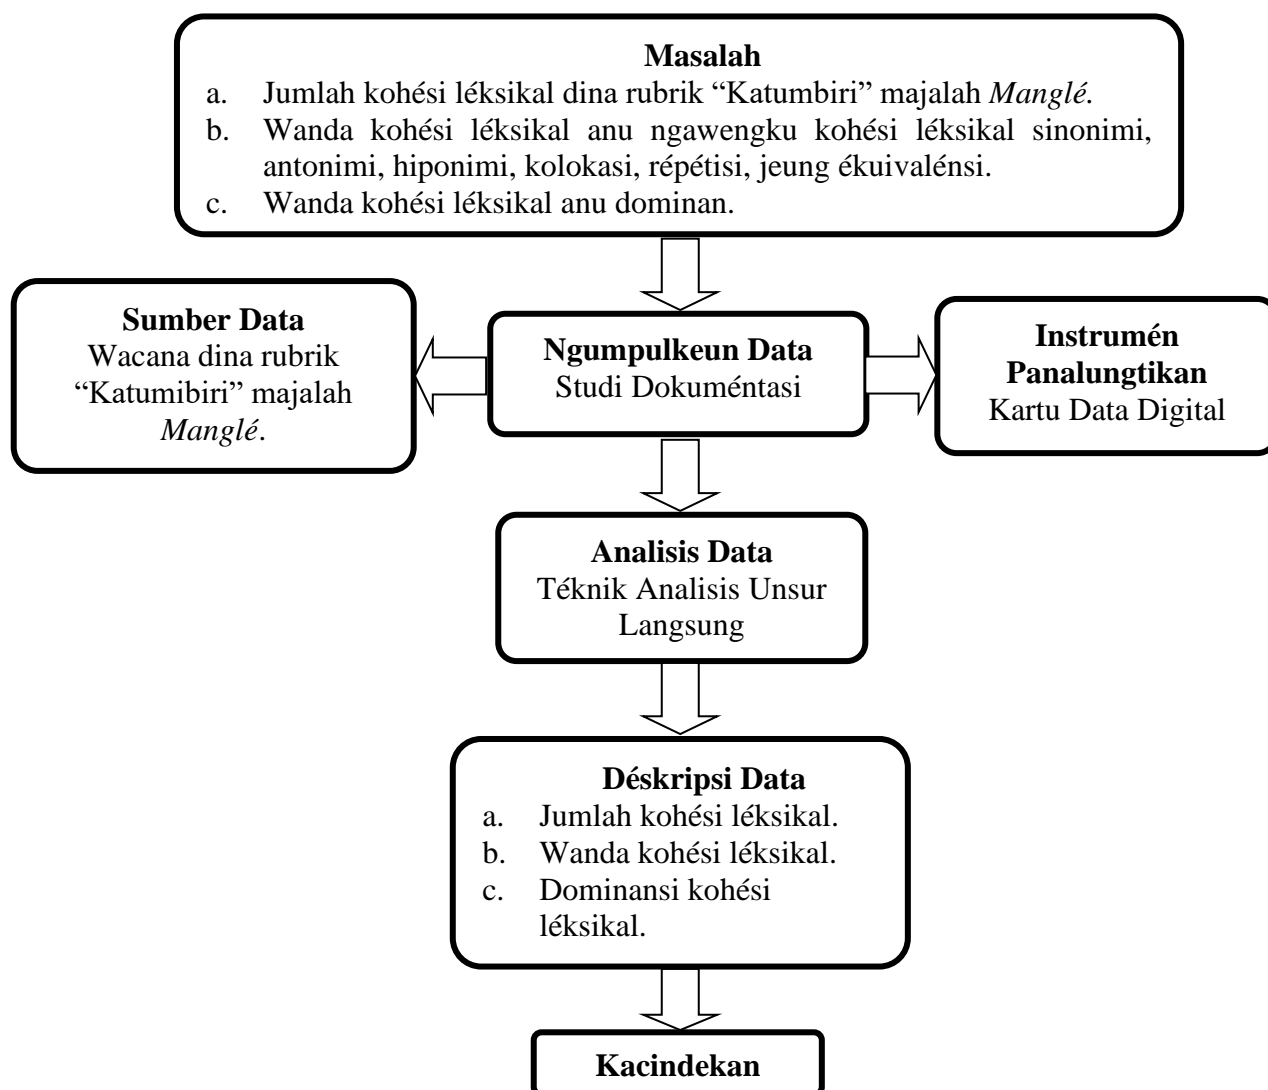 Masalah
a. Jumlah kohési léksikal dina rubrik “Katumbiri” majalah Manglé.
b. Wanda kohési léksikal anu ngawengku kohési léksikal sinonimi,
antonimi, hiponimi, kolokasi, répétisi, jeung ékuivalénsi.
c. Wanda kohési léksikal anu dominan.
Sumber Data
Wacana dina rubrik
“Katumibiri” majalah
Manglé.
Ngumpulkeun Data
Studi Dokuméntasi
Instrumén
Panalungtikan
Kartu Data Digital
Analisis Data
Téknik Analisis Unsur
Langsung
Déskripsi Data
a. Jumlah kohési léksikal.
b. Wanda kohési léksikal.
c. Dominansi kohési
léksikal.
Kacindekan